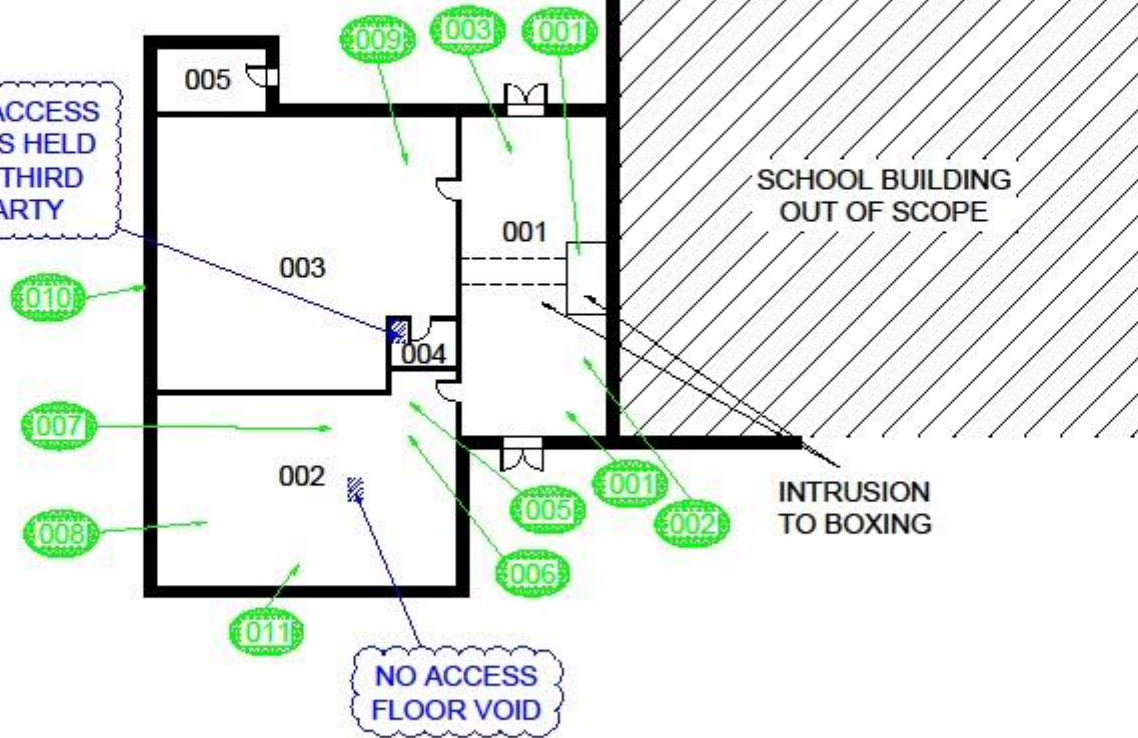 009
003
001
005
ACCESS
S HELD
THIRD
ARTY
SCHOOL BUILDING
OUT OF SCOPE
001
003
010
004
007
002
INTRUSION
TO BOXING
001
005
002
008
006
011
NO ACCESS
FLOOR VOID